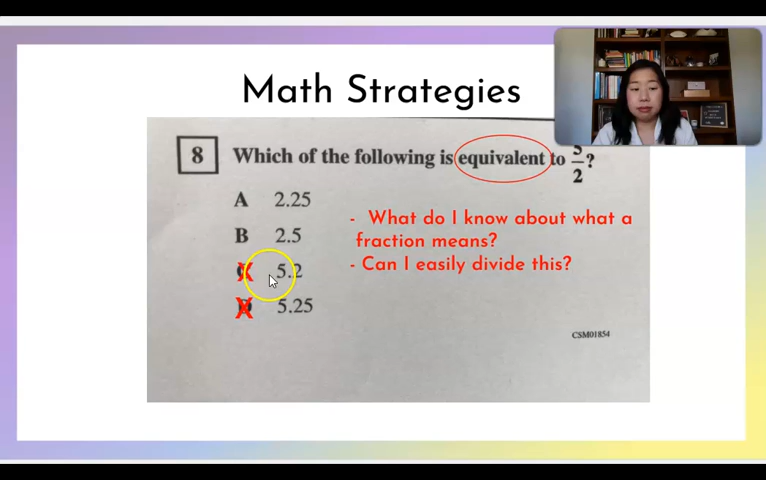 Math Strategies
8 Which of the following is equivalent to 5/2?
A 2.25
B 2.5
5.2
5.25
- What do I know about what a
fraction means?
- Can I easily divide this?
CSM01854